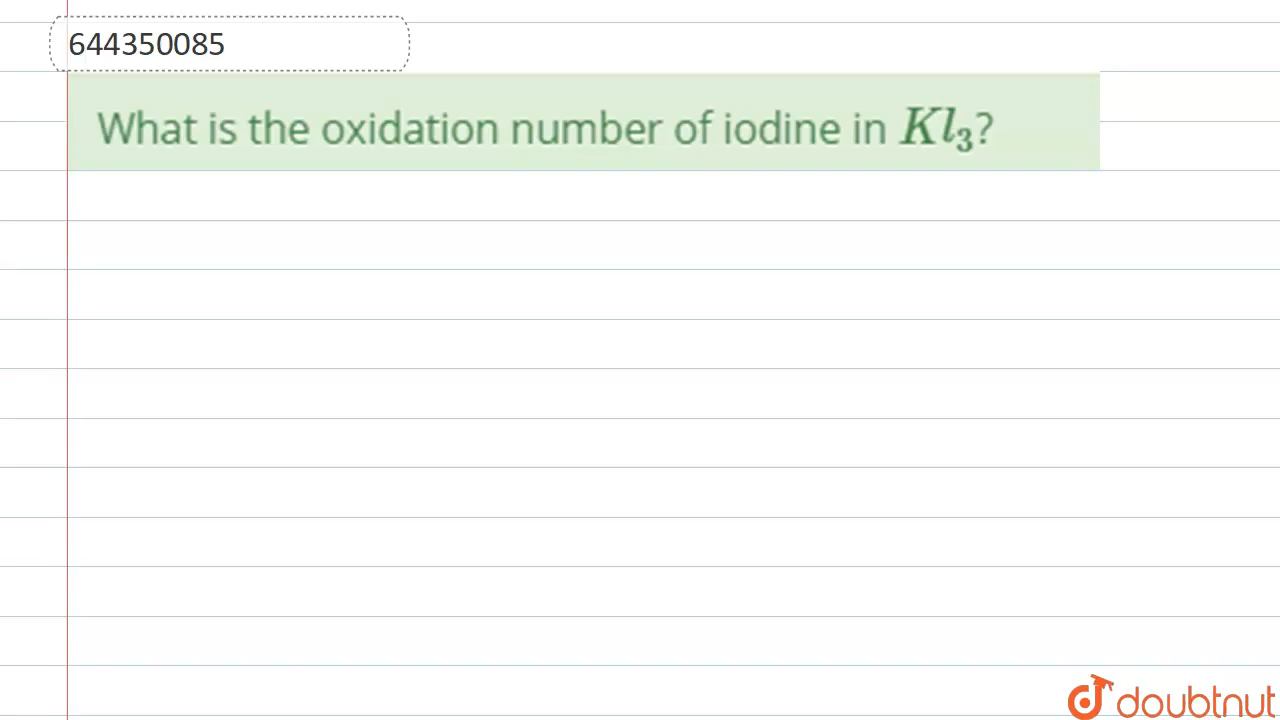 644350085
What is the oxidation number of iodine in Kl₃?
doubtnut